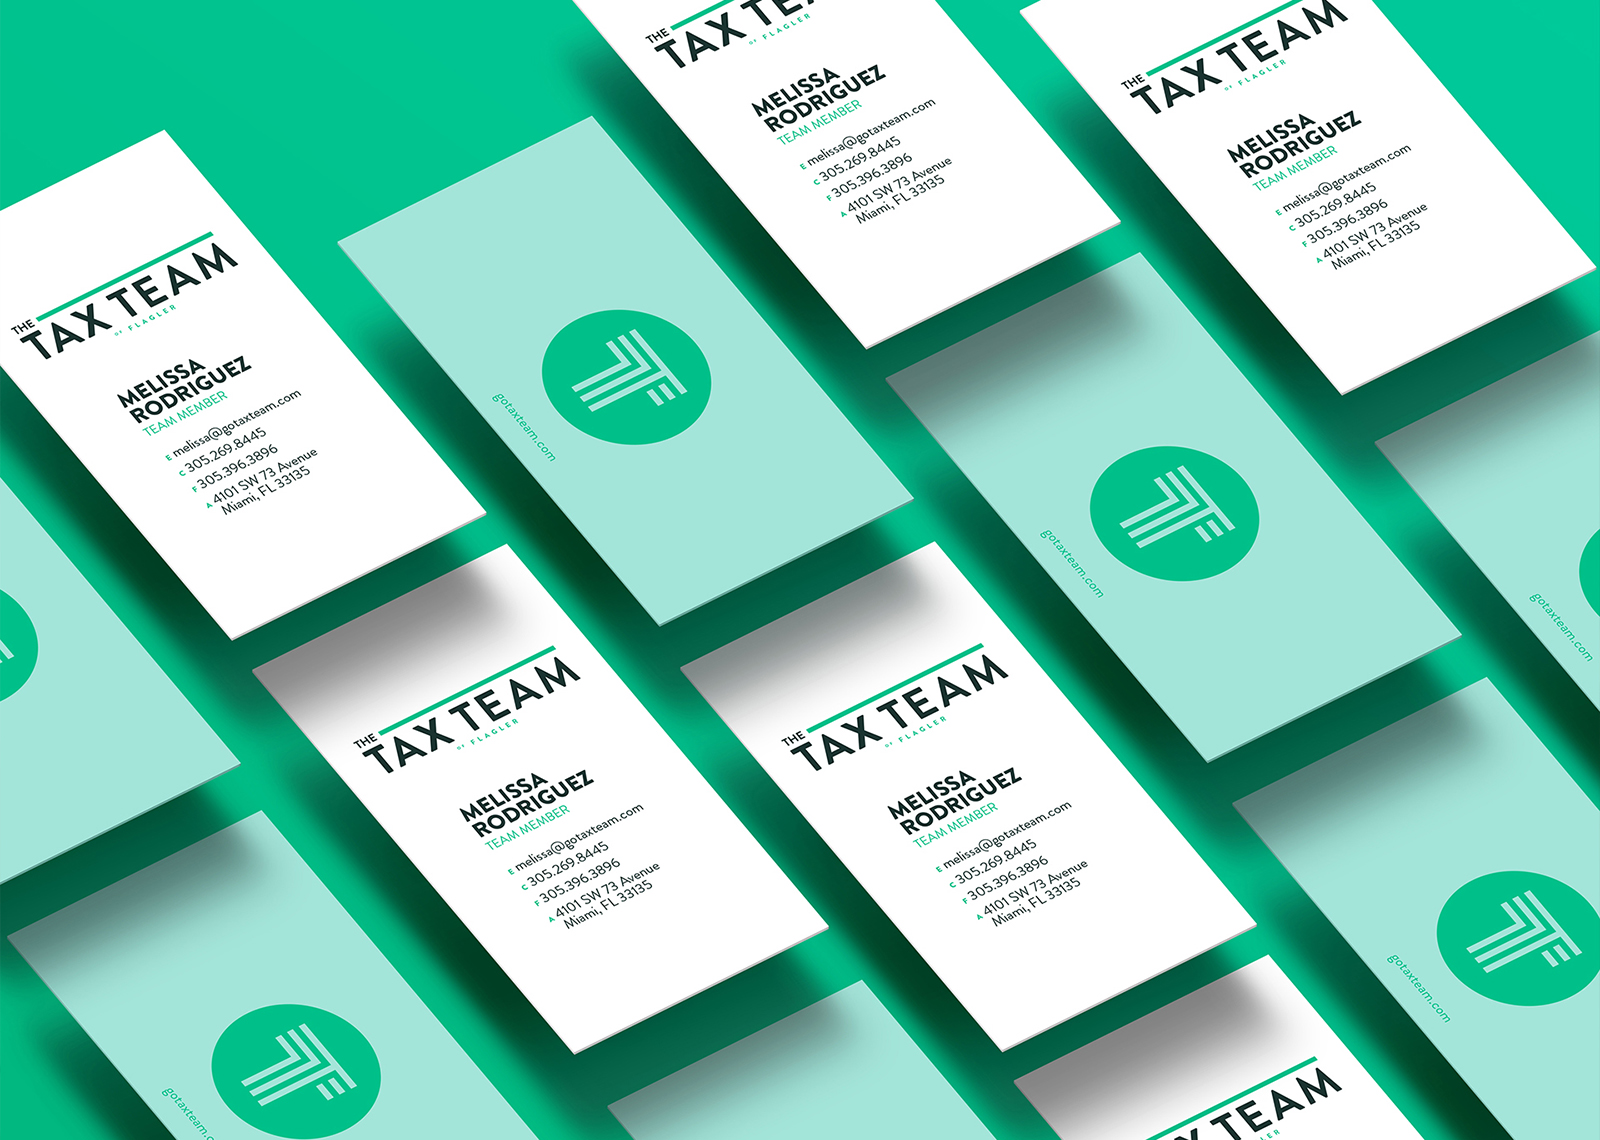 THE
TAX TEAM
OF FLAGLER
MELISSA
RODRIGUEZ
TEAM MEMBER
E melissa@gotaxteam.com
C 305.269.8445
F 305.396.3896
A 4101 SW 73 Avenue
Miami, FL 33135
gotaxteam.com
THE
TAX TEAM
OF FLAGLER
MELISSA
RODRIGUEZ
TEAM MEMBER
E melissa@gotaxteam.com
C 305.269.8445
F 305.396.3896
A 4101 SW 73 Avenue
Miami, FL 33135
THE
TAX TEAM
OF FLAGLER
MELISSA
RODRIGUEZ
TEAM MEMBER
E melissa@gotaxteam.com
C 305.269.8445
F 305.396.3896
A 4101 SW 73 Avenue
Miami, FL 33135
THE
TAX TEAM
OF FLAGLER
MELISSA
RODRIGUEZ
TEAM MEMBER
E melissa@gotaxteam.com
C 305.269.8445
F 305.396.3896
A 4101 SW 73 Avenue
Miami, FL 33135
THE
TAX TEAM
OF FLAGLER
MELISSA
RODRIGUEZ
TEAM MEMBER
E melissa@gotaxteam.com
C 305.269.8445
F 305.396.3896
A 4101 SW 73 Avenue
Miami, FL 33135
gotaxteam.com
gotaxteam.com
gotaxteam.com
gotaxteam.c
TAX TEAM